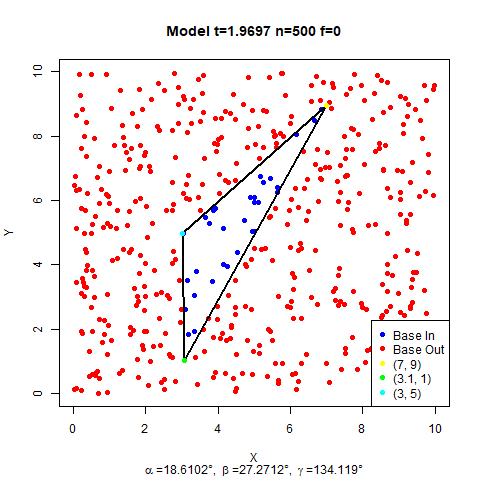 Model t=1.9697 n=500 f=0
Y
10
8
6
4
2
0
0 2 4 6 8 10
Base In
Base Out
(7, 9)
(3.1, 1)
(3, 5)
X
α=18.6102°, β=27.2712°, γ=134.119°